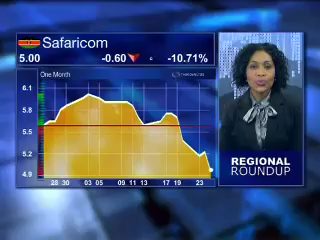 Safaricom
5.00 -0.60 -10.71%
One Month
6.1
5.8
5.5
5.2
4.9
25 30 03 05 09 11 13 17 19 23
REGIONAL
ROUNDUP